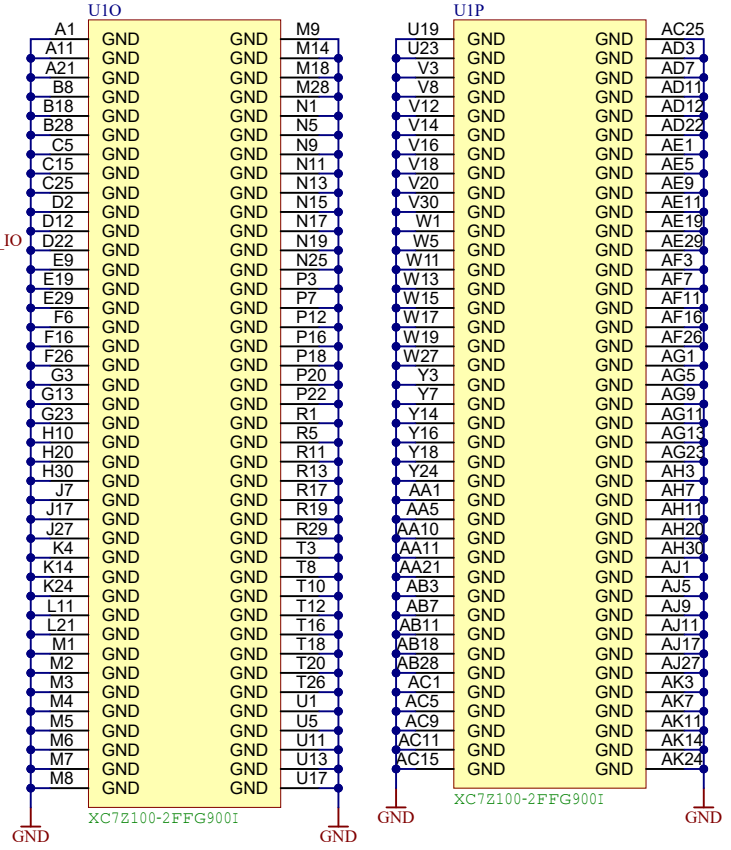 U1O
A1 GND GND M9
A11 GND GND M14
A21 GND GND M18
B8 GND GND M28
B18 GND GND N1
B28 GND GND N5
C5 GND GND N9
C15 GND GND N11
C25 GND GND N13
D2 GND GND N15
D12 GND GND N17
_IO
D22 GND GND N19
E9 GND GND N25
E19 GND GND P3
E29 GND GND P7
F6 GND GND P12
F16 GND GND P16
F26 GND GND P18
G3 GND GND P20
G13 GND GND P22
G23 GND GND R1
H10 GND GND R5
H20 GND GND R11
H30 GND GND R13
J7 GND GND R17
J17 GND GND R19
J27 GND GND R29
K4 GND GND T3
K14 GND GND T8
K24 GND GND T10
L11 GND GND T12
L21 GND GND T16
M1 GND GND T18
M2 GND GND T20
M3 GND GND T26
M4 GND GND U1
M5 GND GND U5
M6 GND GND U11
M7 GND GND U13
M8 GND GND U17
XC7Z100-2FFG900I
GND
GND
U1P
U19 GND GND AC25
U23 GND GND AD3
V3 GND GND AD7
V8 GND GND AD11
V12 GND GND AD12
V14 GND GND AD22
V16 GND GND AE1
V18 GND GND AE5
V20 GND GND AE9
V30 GND GND AE11
W1 GND GND AE19
W5 GND GND AE29
W11 GND GND AF3
W13 GND GND AF7
W15 GND GND AF11
W17 GND GND AF16
W19 GND GND AF26
W27 GND GND AG1
Y3 GND GND AG5
Y7 GND GND AG9
Y14 GND GND AG11
Y16 GND GND AG13
Y18 GND GND AG23
Y24 GND GND AH3
AA1 GND GND AH7
AA5 GND GND AH11
AA10 GND GND AH20
AA11 GND GND AH30
AA21 GND GND AJ1
AB3 GND GND AJ5
AB7 GND GND AJ9
AB11 GND GND AJ11
AB18 GND GND AJ17
AB28 GND GND AJ27
AC1 GND GND AK3
AC5 GND GND AK7
AC9 GND GND AK11
AC11 GND GND AK14
AC15 GND GND AK24
XC7Z100-2FFG900I
GND
GND